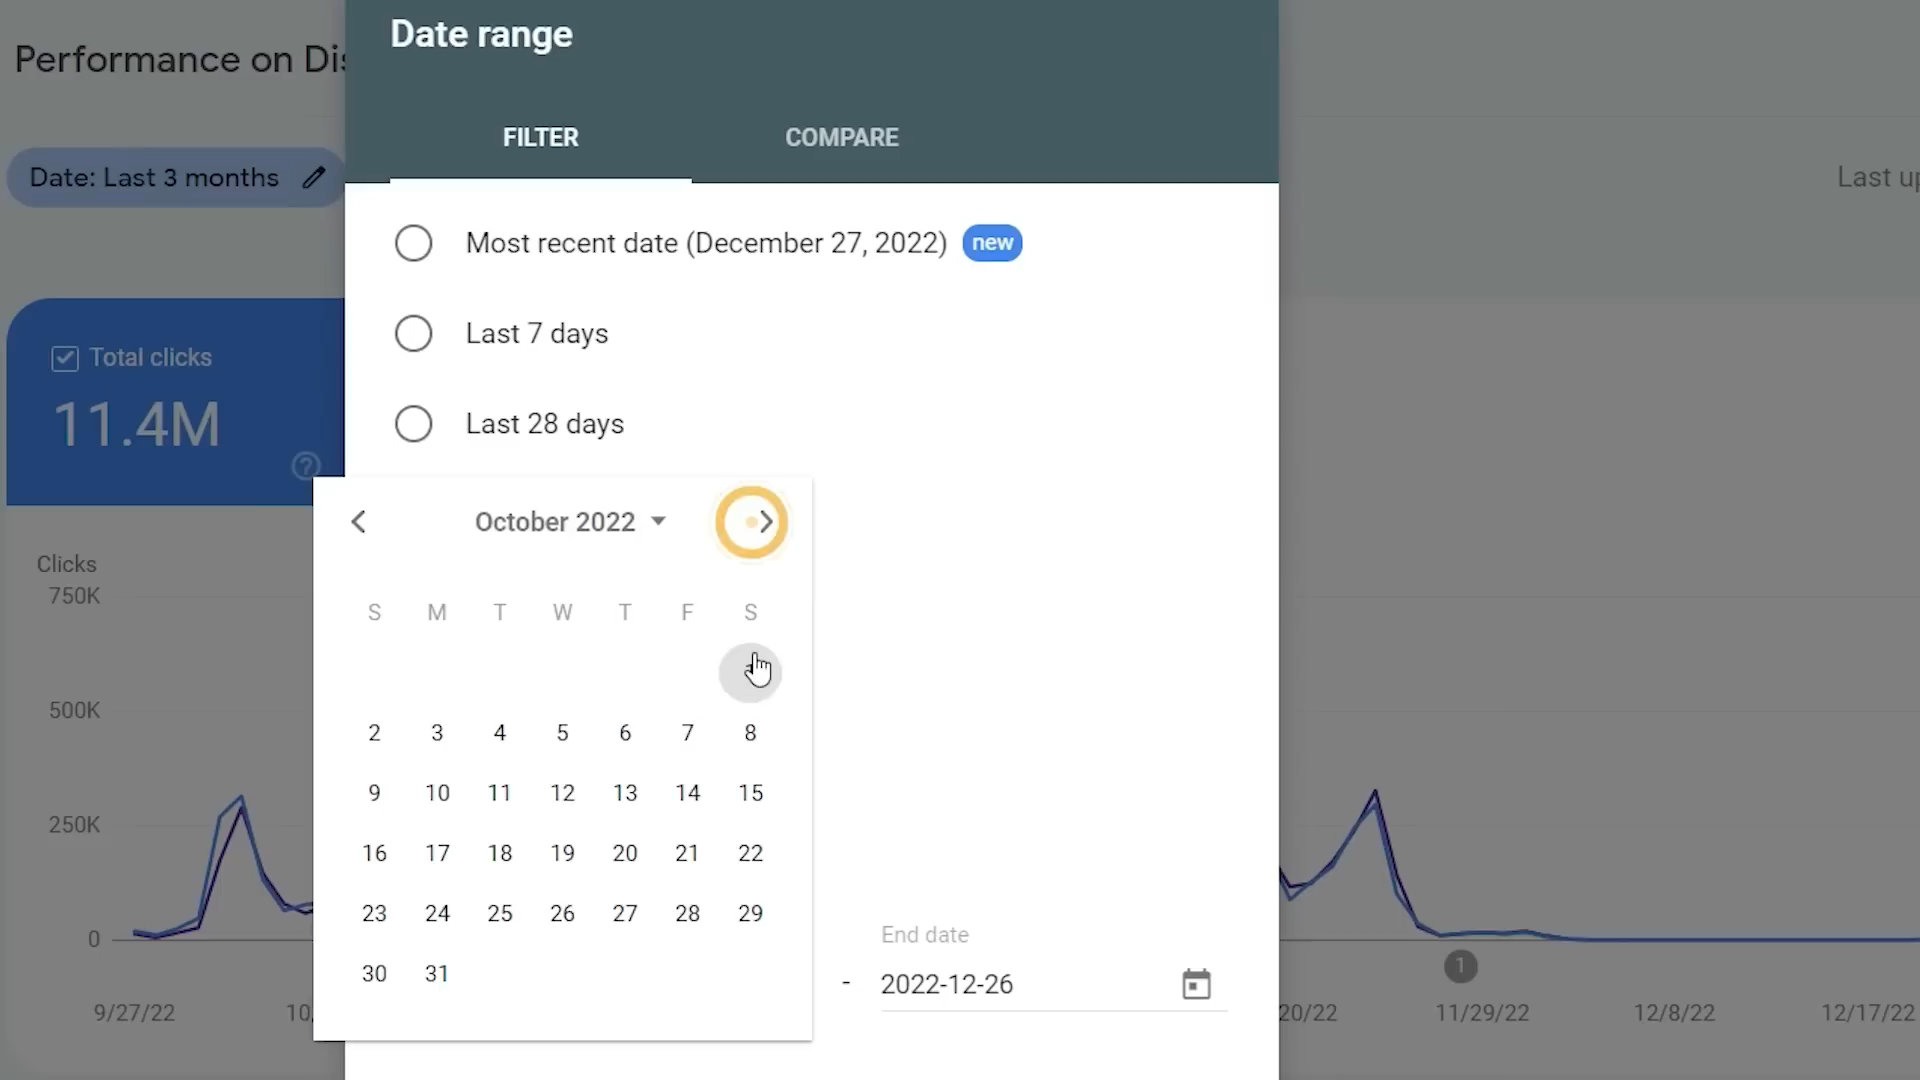 Date range
Performance on Dis
FILTER
COMPARE
Date: Last 3 months
Last up
Most recent date (December 27, 2022)
new
Last 7 days
Total clicks
11.4M
Last 28 days
October 2022
Clicks
750K
S M T W T F S
500K
2 3 4 5 6 7 8
9 10 11 12 13 14 15
250K
16 17 18 19 20 21 22
23 24 25 26 27 28 29
0
End date
30 31
-
2022-12-26
1
9/27/22
10,
20/22
11/29/22
12/8/22
12/17/22